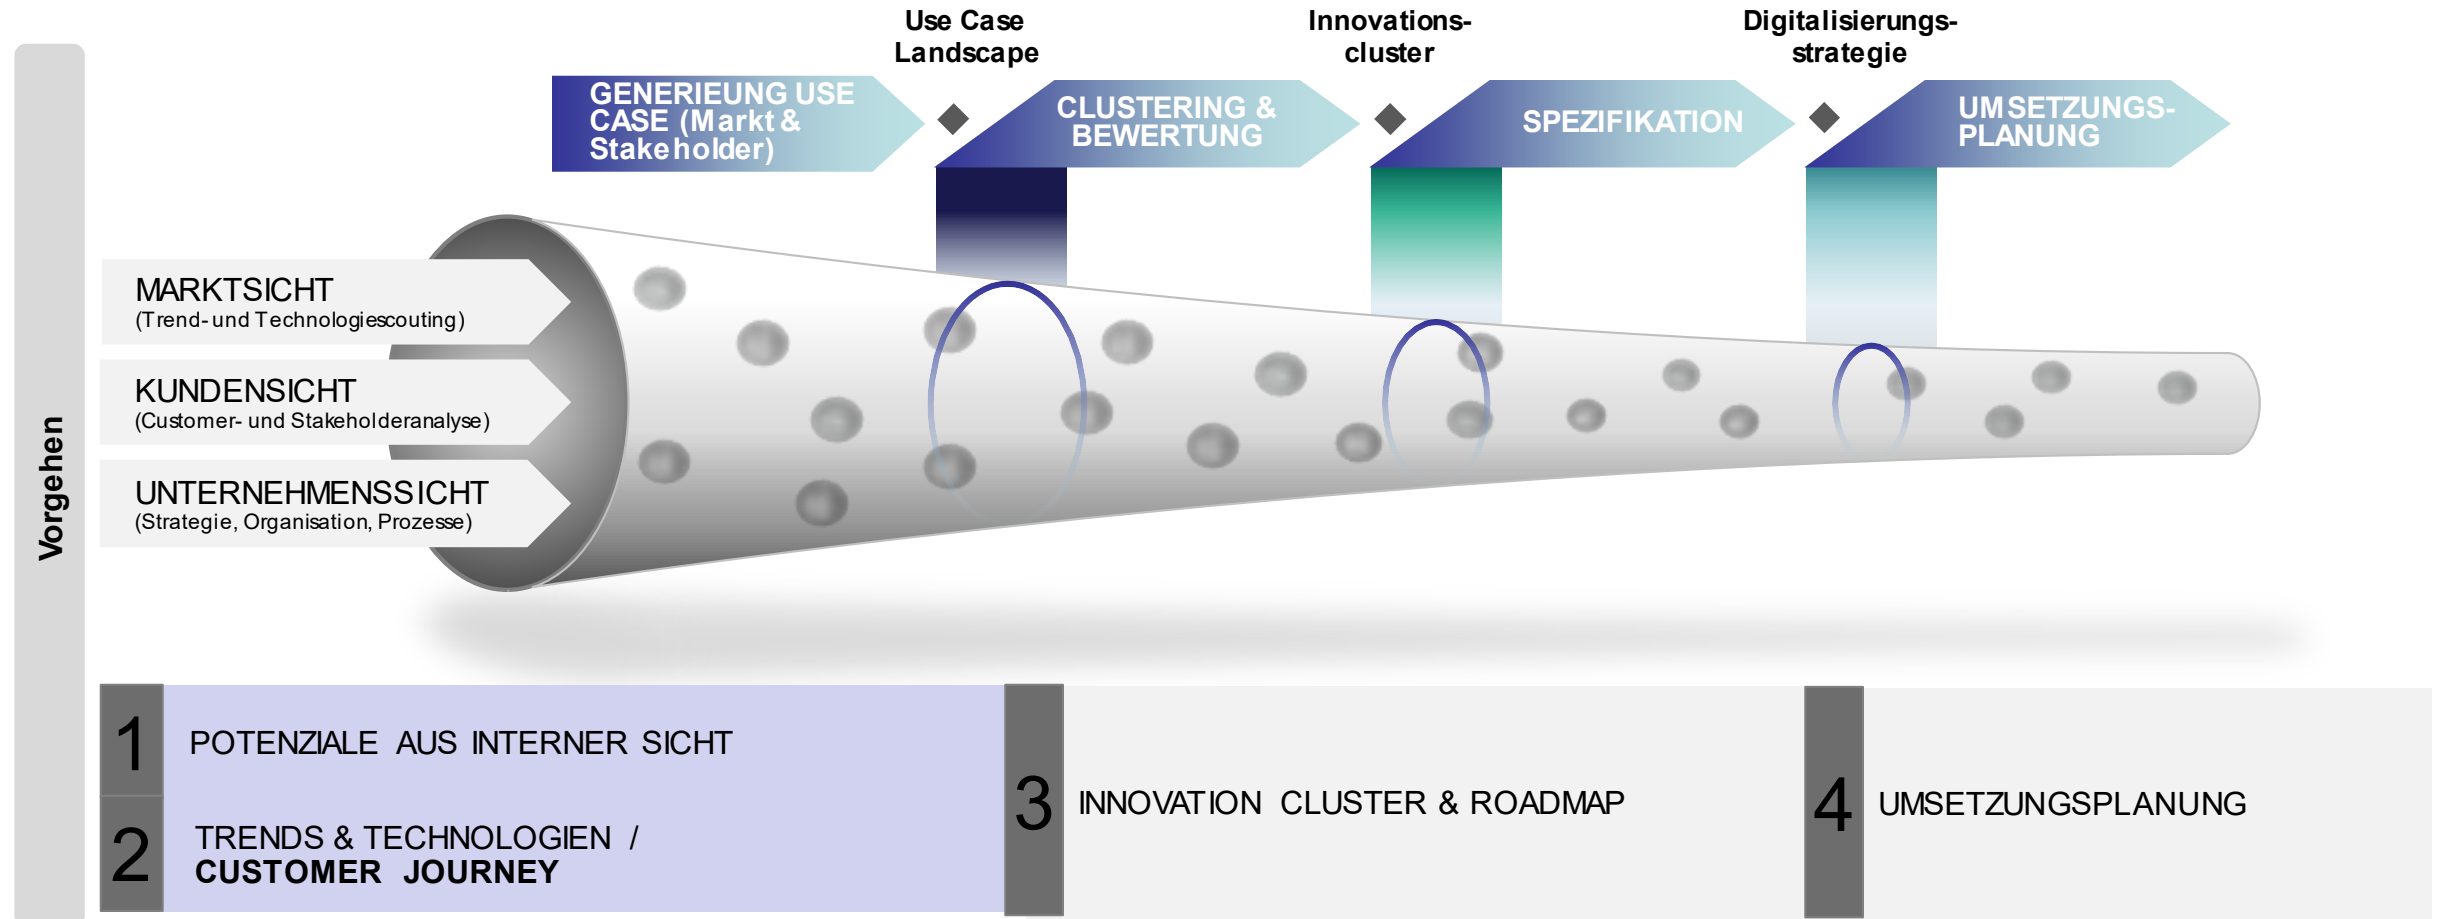 Use Case
Landscape
Innovations-
cluster
Digitalisierungs-
strategie
GENERIEUNG USE
CASE (Markt &
Stakeholder)
CLUSTERING &
BEWERTUNG
SPEZIFIKATION
UMSETZUNGS-
PLANUNG
Vorgehen
MARKTSICHT
(Trend- und Technologiescouting)
KUNDENSICHT
(Customer- und Stakeholderanalyse)
UNTERNEHMENSSICHT
(Strategie, Organisation, Prozesse)
1
POTENZIALE AUS INTERNER SICHT
2
TRENDS & TECHNOLOGIEN /
CUSTOMER JOURNEY
3
INNOVATION CLUSTER & ROADMAP
4
UMSETZUNGSPLANUNG